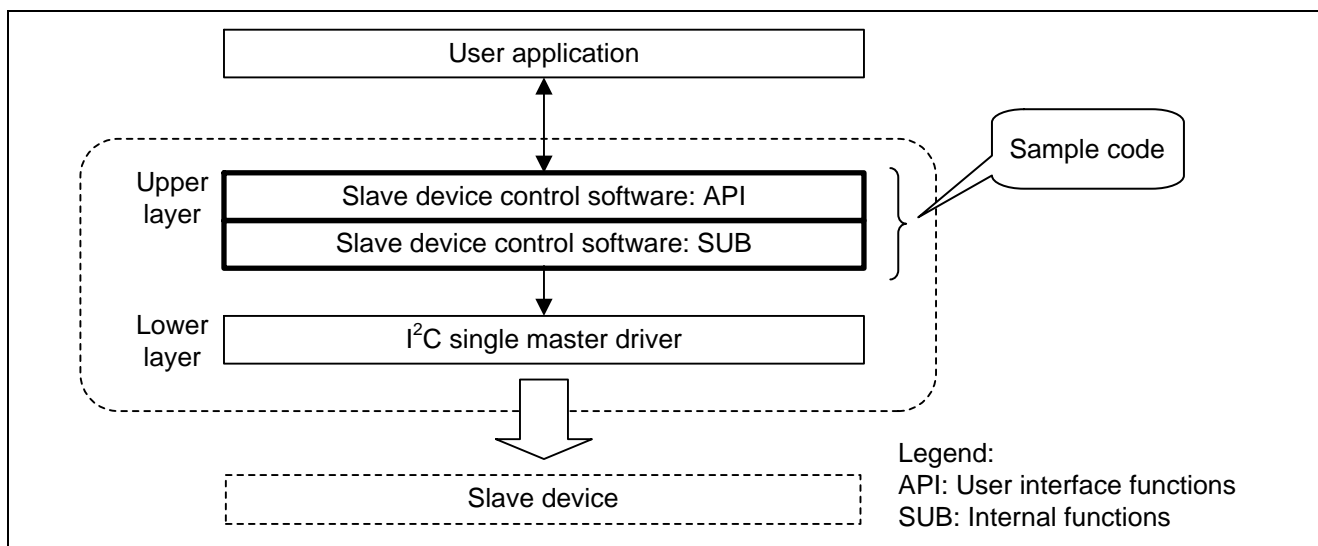 User application
Sample code
Upper
layer
Slave device control software: API
Slave device control software: SUB
Lower
layer
I²C single master driver
Slave device
Legend:
API: User interface functions
SUB: Internal functions